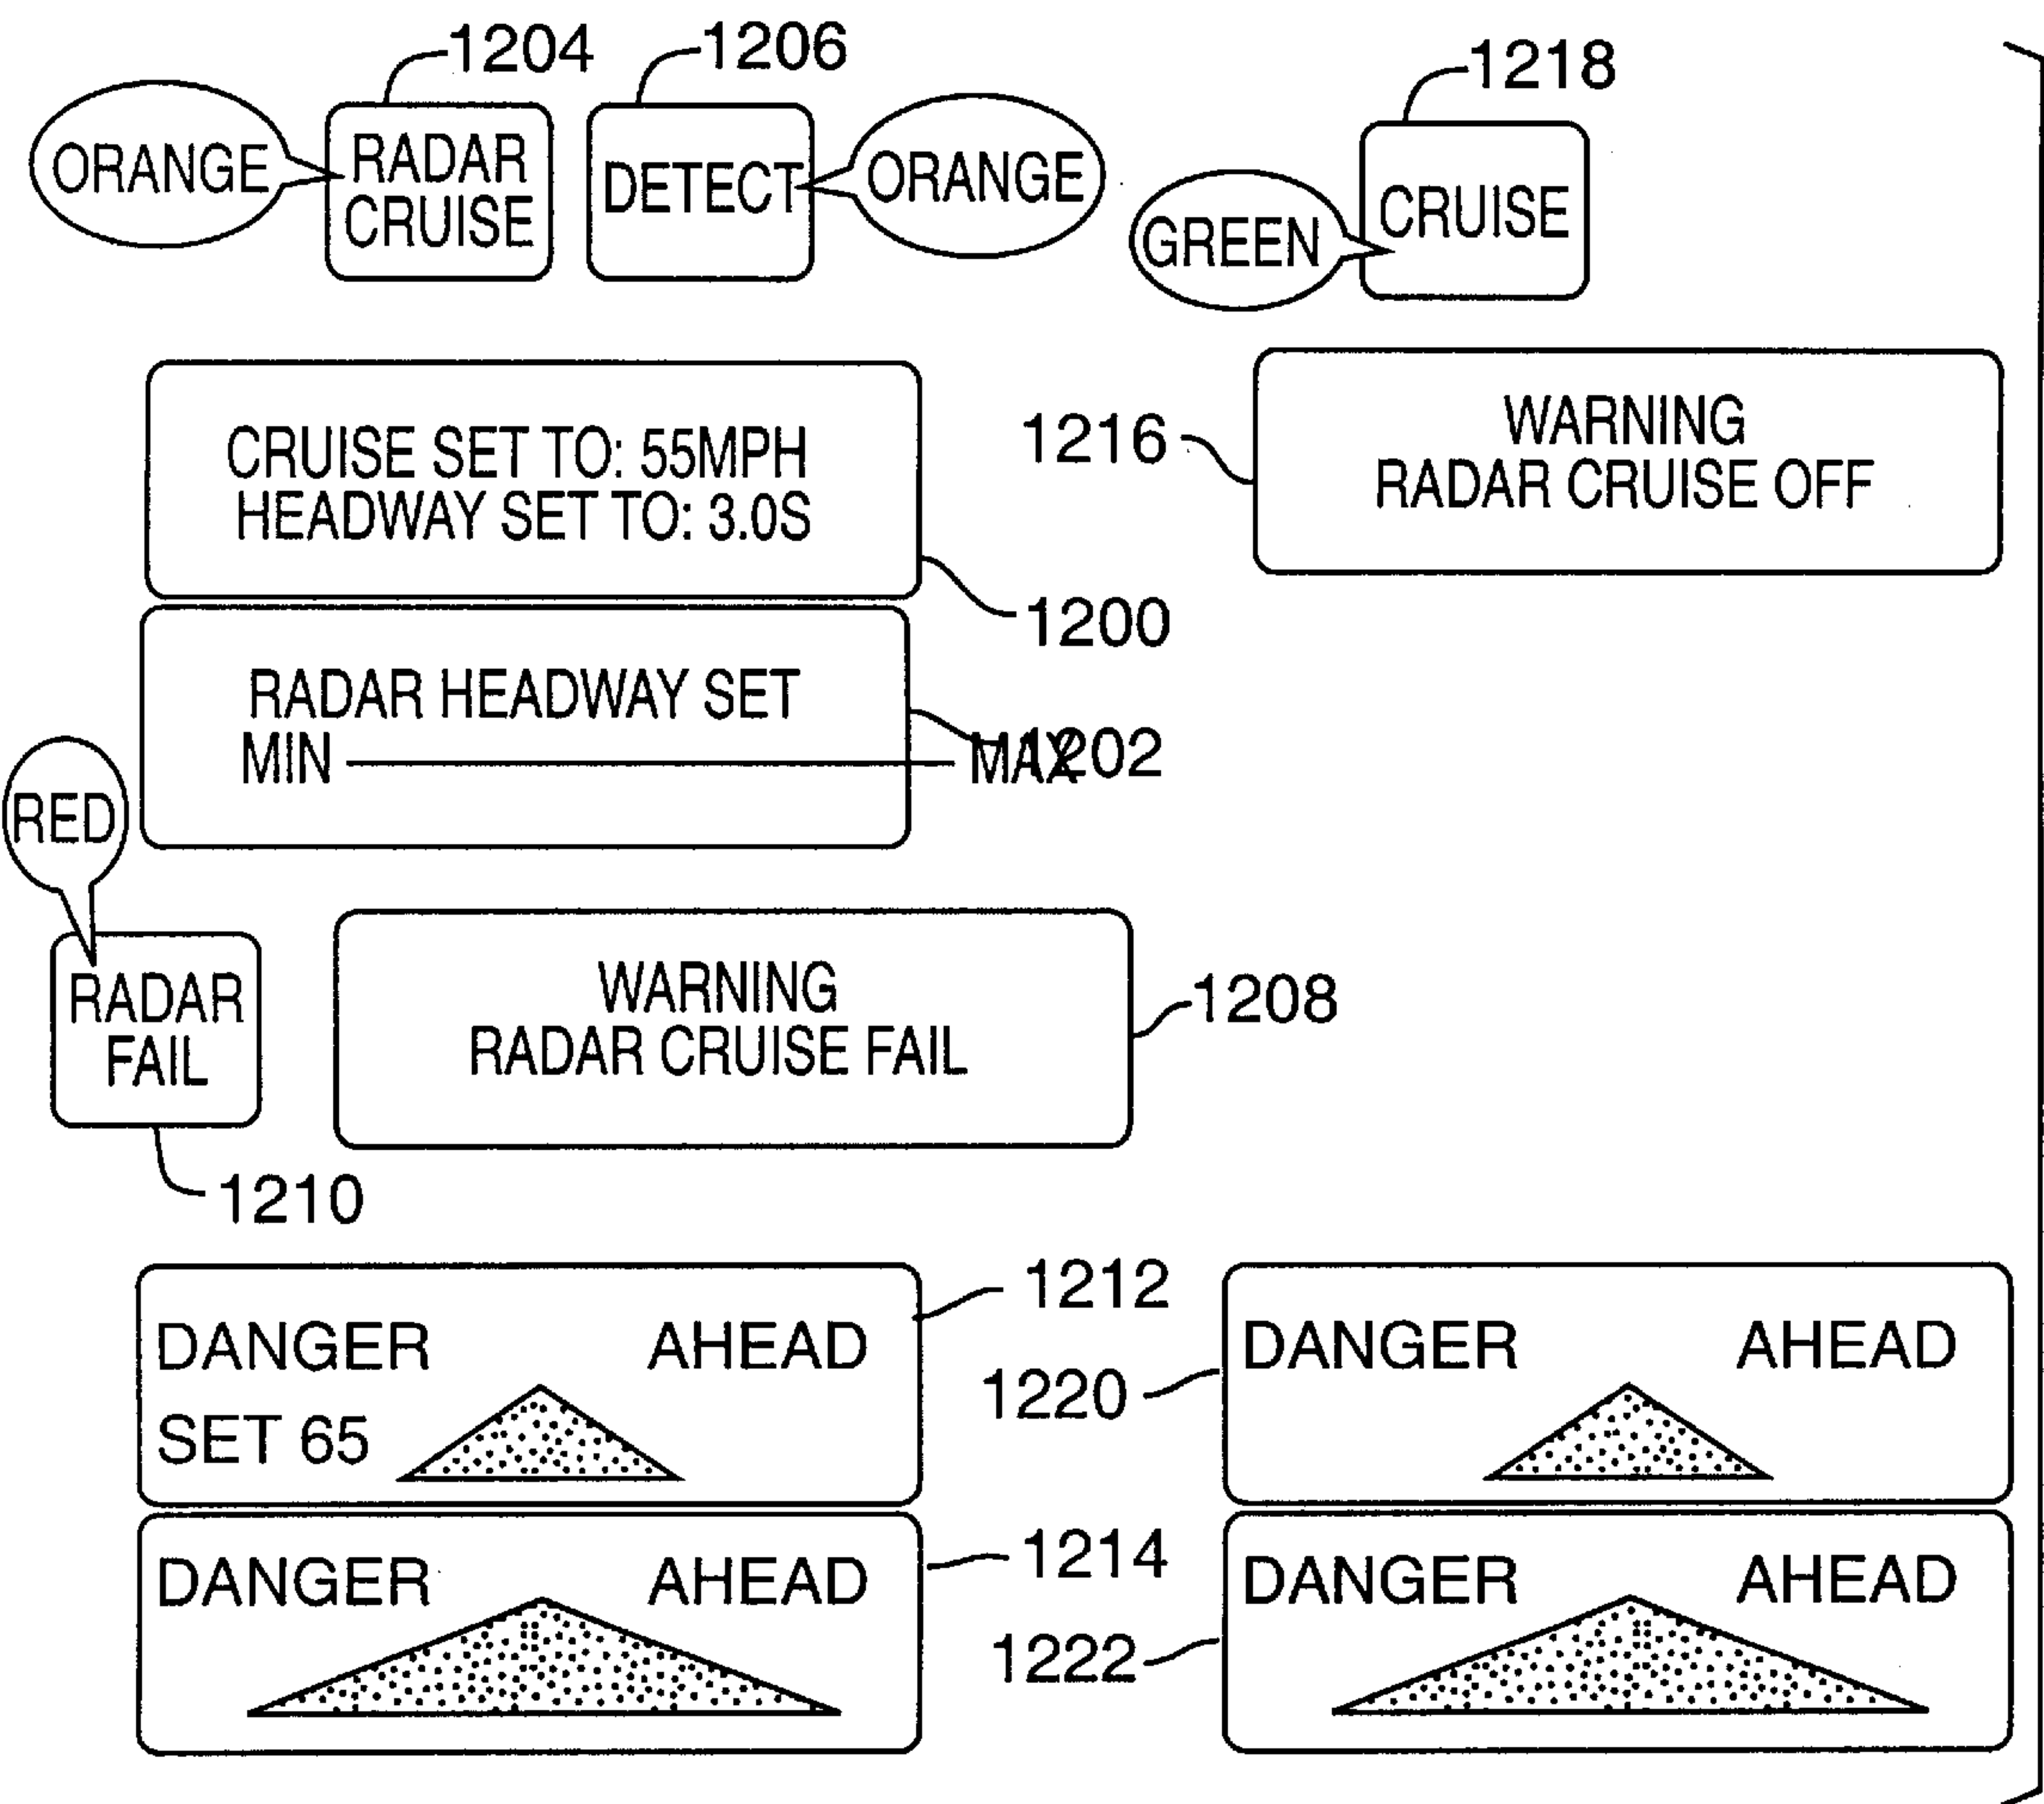 1204
1206
1218
ORANGE
RADAR
CRUISE
DETECT
ORANGE
GREEN
CRUISE
CRUISE SET TO: 55MPH
HEADWAY SET TO: 3.0S
1216
WARNING
RADAR CRUISE OFF
1200
RADAR HEADWAY SET
MIN MAX
1202
RED
RADAR
FAIL
WARNING
RADAR CRUISE FAIL
1208
1210
DANGER AHEAD
SET 65
1212
1220
DANGER AHEAD
DANGER AHEAD
1214
1222
DANGER AHEAD